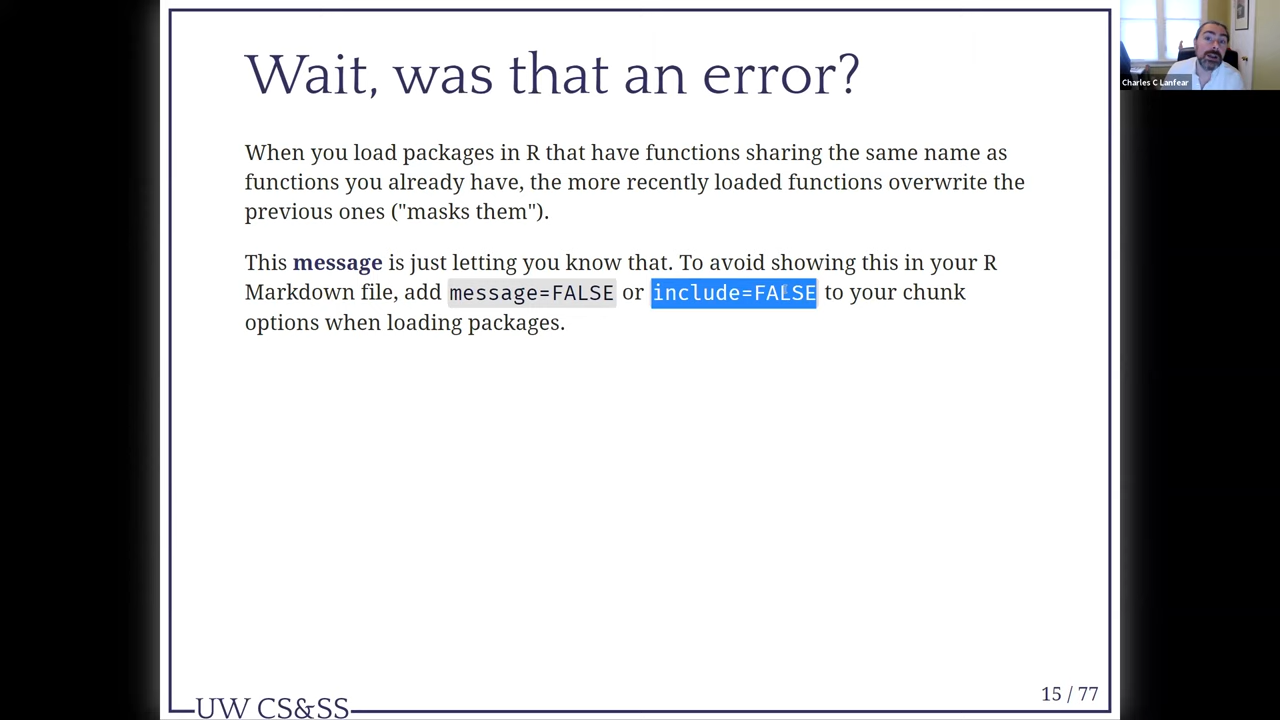 Wait, was that an error?
Charles C Lanfear
When you load packages in R that have functions sharing the same name as
functions you already have, the more recently loaded functions overwrite the
previous ones ("masks them").
This message is just letting you know that. To avoid showing this in your R
Markdown file, add message=FALSE or include=FALSE to your chunk
options when loading packages.
15 / 77
UW CS&SS